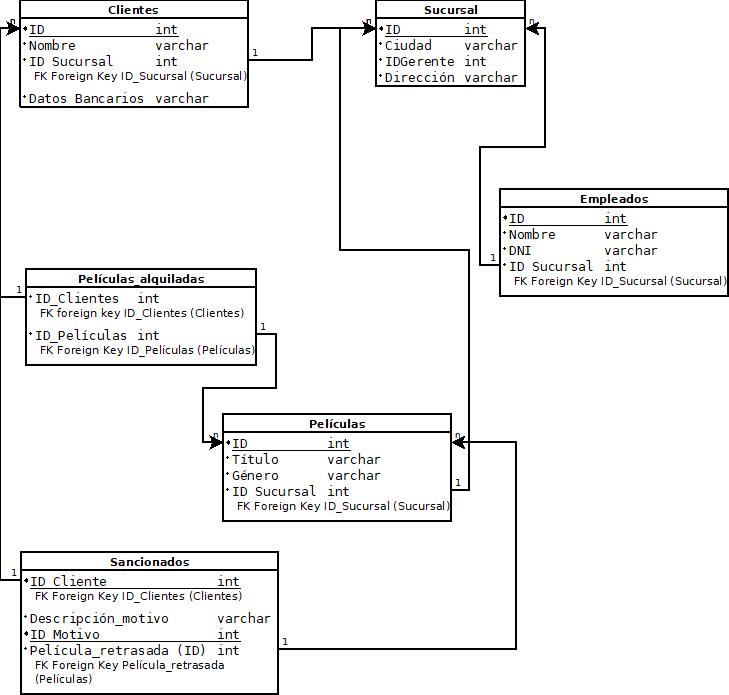 Clientes
ID int
Nombre varchar
ID Sucursal int
FK Foreign Key ID_Sucursal (Sucursal)
Datos Bancarios varchar
n
1
Sucursal
ID int
Ciudad varchar
IDGerente int
Dirección varchar
n
n
Empleados
ID int
Nombre varchar
DNI varchar
ID Sucursal int
FK Foreign Key ID_Sucursal (Sucursal)
1
Películas_alquiladas
ID_Clientes int
FK foreign key ID_Clientes (Clientes)
ID_Películas int
FK Foreign Key ID_Películas (Películas)
1
1
Películas
ID int
Título varchar
Género varchar
ID Sucursal int
FK Foreign Key ID_Sucursal (Sucursal)
n
n
1
Sancionados
ID Cliente int
FK Foreign Key ID_Clientes (Clientes)
Descripción_motivo varchar
ID Motivo int
Película_retrasada (ID) int
FK Foreign Key Película_retrasada
(Películas)
1
1